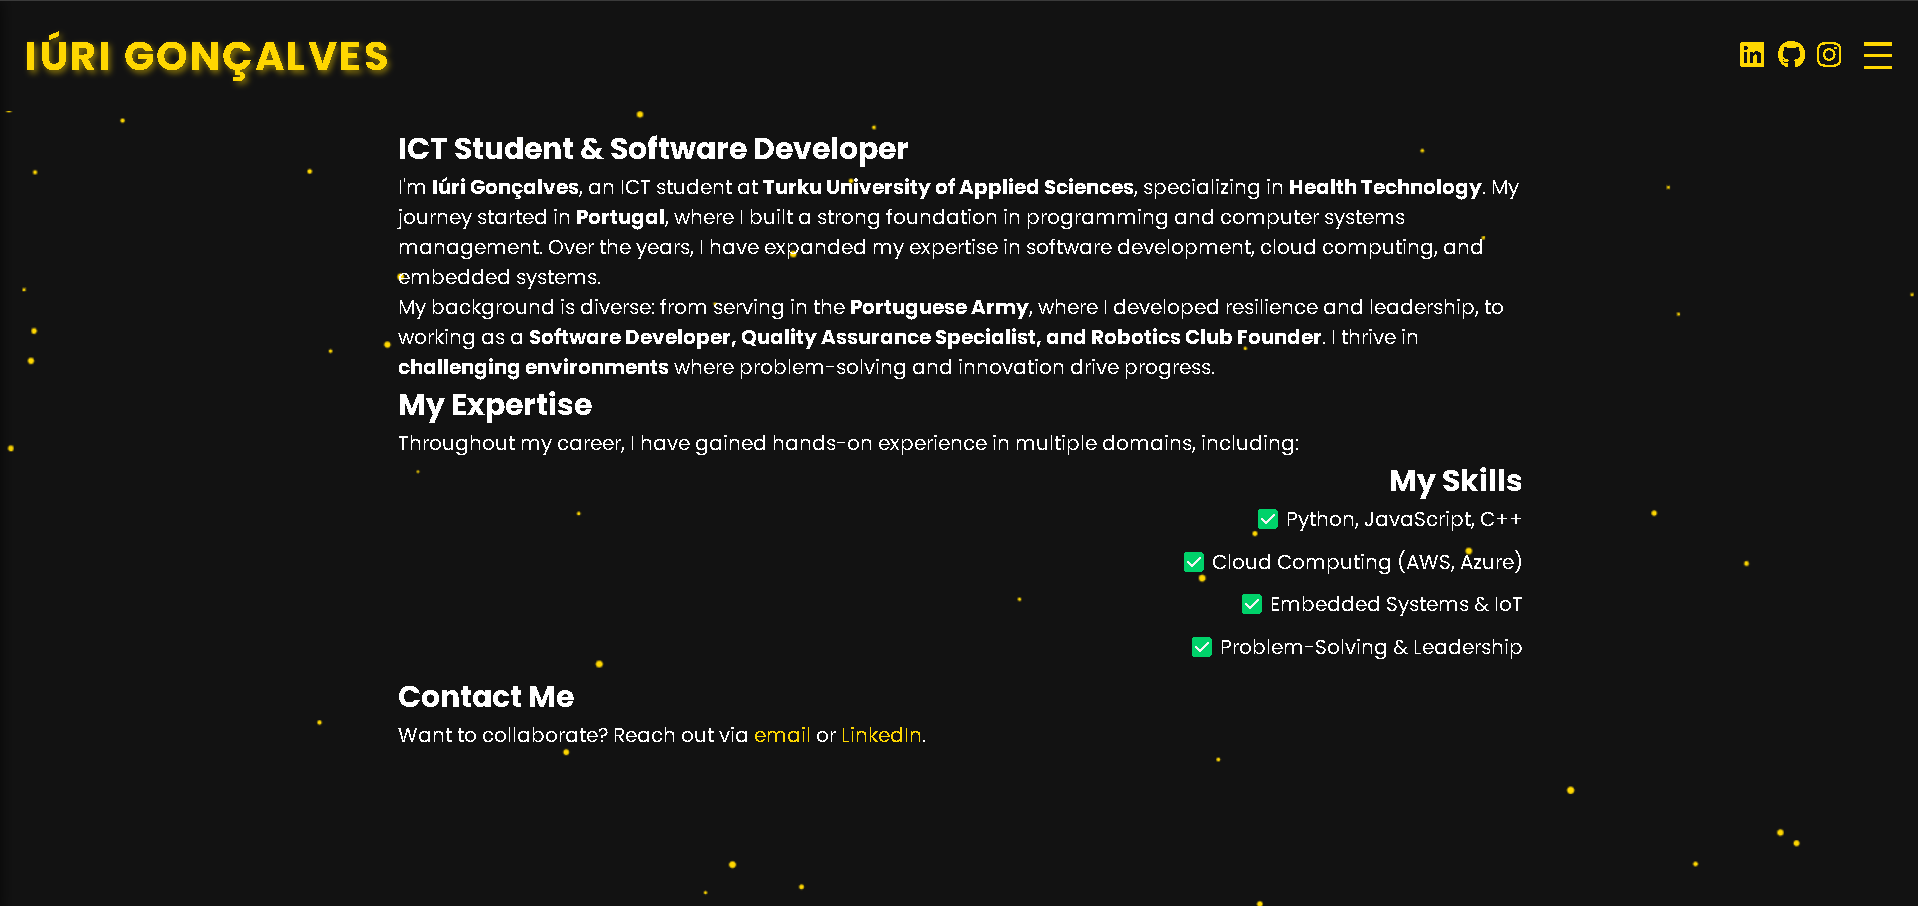 IÚRI GONÇALVES
ICT Student & Software Developer
I'm Iúri Gonçalves, an ICT student at Turku University of Applied Sciences, specializing in Health Technology. My
journey started in Portugal, where I built a strong foundation in programming and computer systems
management. Over the years, I have expanded my expertise in software development, cloud computing, and
embedded systems.
My background is diverse: from serving in the Portuguese Army, where I developed resilience and leadership, to
working as a Software Developer, Quality Assurance Specialist, and Robotics Club Founder. I thrive in
challenging environments where problem-solving and innovation drive progress.
My Expertise
Throughout my career, I have gained hands-on experience in multiple domains, including:
My Skills
✅ Python, JavaScript, C++
✅ Cloud Computing (AWS, Azure)
✅ Embedded Systems & IoT
✅ Problem-Solving & Leadership
Contact Me
Want to collaborate? Reach out via email or LinkedIn.